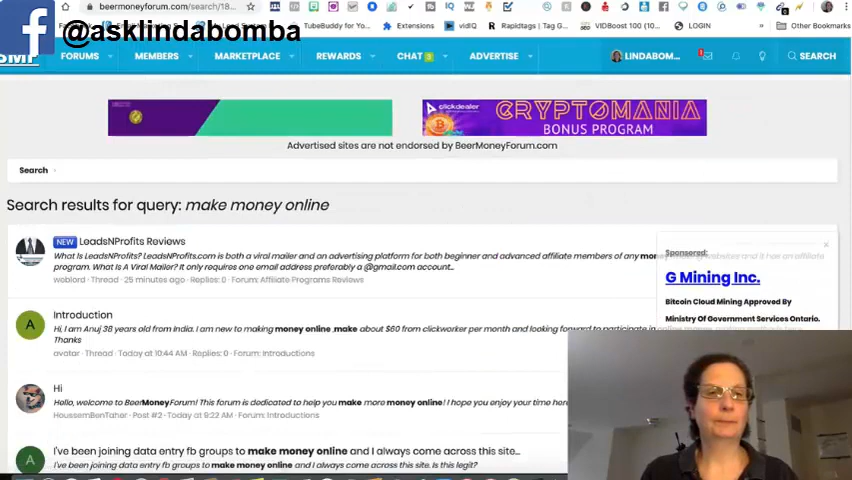 beermoneyforum.com/search/18...
@asklindabomba
TubeBuddy for You...
Extensions
vidIQ
Rapidtags | Tag S...
VIDBoost 100 (10...
LOGIN
Other Bookmarks
FORUMS
MEMBERS
MARKETPLACE
REWARDS
CHAT
ADVERTISE
LINDABOM...
SEARCH
clickdealer
CRYPTOMANIA
BONUS PROGRAM
Advertised sites are not endorsed by BeerMoneyForum.com
Search
Search results for query: make money online
NEW LeadsNProfits Reviews
What Is LeadsNProfits? LeadsNProfits.com is both a viral mailer and an advertising platform for both beginner and advanced affiliate members of any
program. What Is A Viral Mailer? It only requires one email address preferably a @gmail.com account...
weblord · Thread · 25 minutes ago · Replies: 0 · Forum: Affiliate Programs Reviews
Sponsored:
G Mining Inc.
Bitcoin Cloud Mining Approved By
Ministry Of Government Services Ontario.
A
Introduction
Hi, I am Anuj 38 years old from India. I am new to making money online ,make about $60 from clickworker per month and looking forward to participate in
Thanks
avotar · Thread · Today at 10:44 AM · Replies: 0 · Forum: Introductions
Hi
Hello, welcome to BeerMoneyForum! This forum is dedicated to help you make more money online! I hope you enjoy your time here
HoussemBenTaher · Post #2 · Today at 9:22 AM · Forum: Introductions
A
I've been joining data entry fb groups to make money online and I always come across this site...
I've been joining data entry fb groups to make money online and I always come across this site. Is this legit?